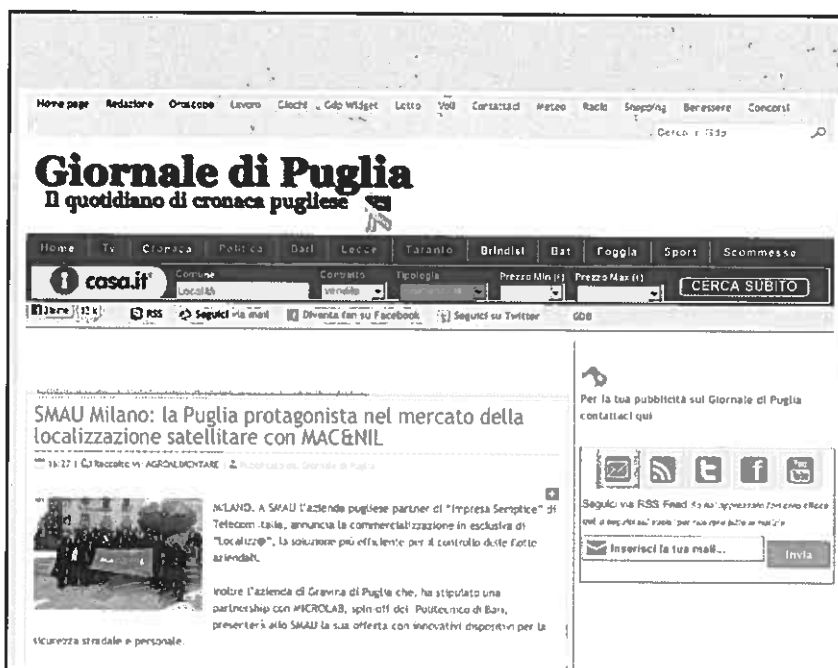 Home page Redazione Oroscopo Lavoro Giochi Gdp Widget Lotto Voli Contattaci Meteo Radio Shopping Benessere Concorsi
Giornale di Puglia
Il quotidiano di cronaca pugliese
Home Tv Cronaca Politica Bari Lecce Taranto Brindisi Bat Foggia Sport Scommesse
casa.it Comune Contratto Tipologia Prezzo Min (€) Prezzo Max (€) CERCA SUBITO
Località vendita
RSS Seguici via mail Diventa fan su Facebook Seguici su Twitter GDB
Per la tua pubblicità sul Giornale di Puglia
contattaci qui
SMAU Milano: la Puglia protagonista nel mercato della
localizzazione satellitare con MAC&NIL
16:27 | Raccolto in: AGROALIMENTARE |
MILANO. A SMAU l'azienda pugliese partner di "Impresa Semplice" di
Telecom Italia, annuncia la commercializzazione in esclusiva di
"Localizz@", la soluzione più efficiente per il controllo delle flotte
aziendali.
Inoltre l'azienda di Gravina di Puglia che, ha stipulato una
partnership con MICROLAB, spin-off del Politecnico di Bari,
presenterà allo SMAU la sua offerta con innovativi dispositivi per la
sicurezza stradale e personale.
Seguici via RSS Feed
Inserisci la tua mail... Invia